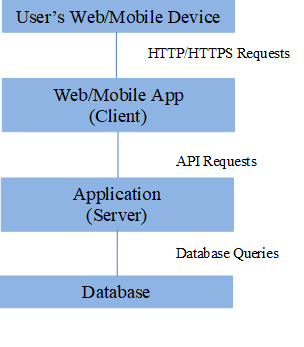 User’s Web/Mobile Device
HTTP/HTTPS Requests
Web/Mobile App
(Client)
API Requests
Application
(Server)
Database Queries
Database